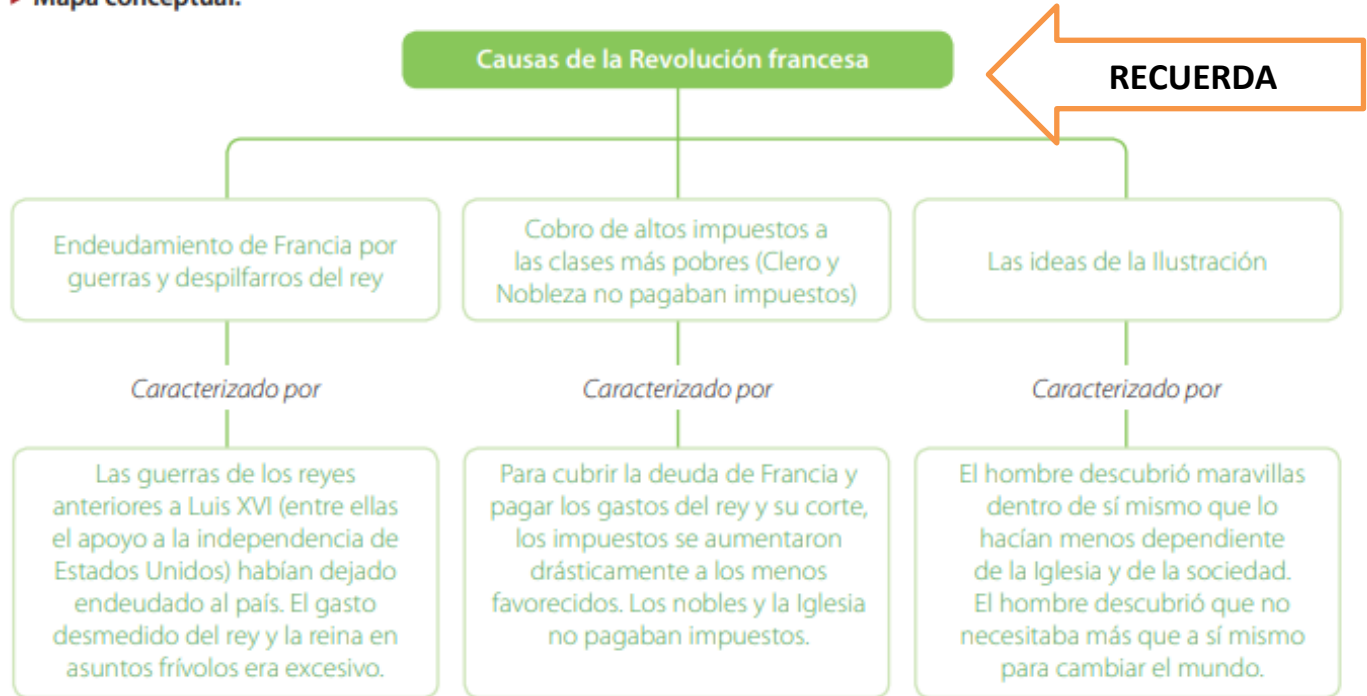 Mapa conceptual:
Causas de la Revolución francesa
RECUERDA
Endeudamiento de Francia por
guerras y despilfarros del rey
Cobro de altos impuestos a
las clases más pobres (Clero y
Nobleza no pagaban impuestos)
Las ideas de la Ilustración
Caracterizado por
Caracterizado por
Caracterizado por
Las guerras de los reyes
anteriores a Luis XVI (entre ellas
el apoyo a la independencia de
Estados Unidos) habían dejado
endeudado al país. El gasto
desmedido del rey y la reina en
asuntos frívolos era excesivo.
Para cubrir la deuda de Francia y
pagar los gastos del rey y su corte,
los impuestos se aumentaron
drásticamente a los menos
favorecidos. Los nobles y la Iglesia
no pagaban impuestos.
El hombre descubrió maravillas
dentro de sí mismo que lo
hacían menos dependiente
de la Iglesia y de la sociedad.
El hombre descubrió que no
necesitaba más que a sí mismo
para cambiar el mundo.